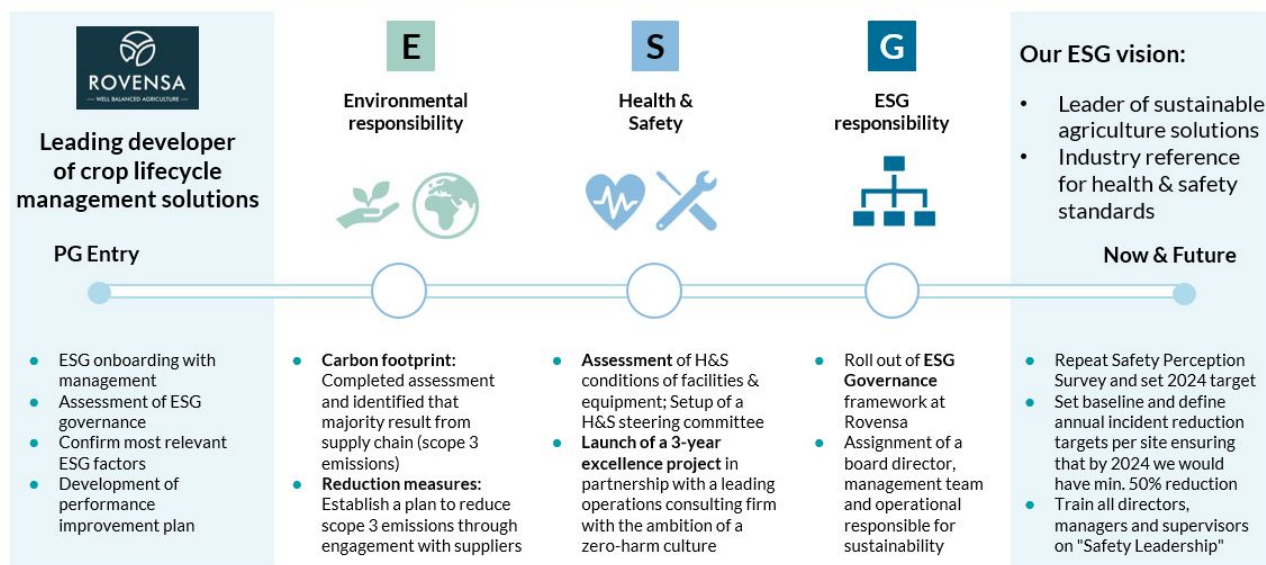 ROVENSA
WELL BALANCED AGRICULTURE
Leading developer
of crop lifecycle
management solutions
PG Entry
E
Environmental
responsibility
S
Health &
Safety
G
ESG
responsibility
Our ESG vision:
• Leader of sustainable
agriculture solutions
• Industry reference
for health & safety
standards
Now & Future
• ESG onboarding with
management
• Assessment of ESG
governance
• Confirm most relevant
ESG factors
• Development of
performance
improvement plan
• Carbon footprint:
Completed assessment
and identified that
majority result from
supply chain (scope 3
emissions)
• Reduction measures:
Establish a plan to reduce
scope 3 emissions through
engagement with suppliers
• Assessment of H&S
conditions of facilities &
equipment; Setup of a
H&S steering committee
• Launch of a 3-year
excellence project in
partnership with a leading
operations consulting firm
with the ambition of a
zero-harm culture
• Roll out of ESG
Governance
framework at
Rovensa
• Assignment of a
board director,
management team
and operational
responsible for
sustainability
• Repeat Safety Perception
Survey and set 2024 target
• Set baseline and define
annual incident reduction
targets per site ensuring
that by 2024 we would
have min. 50% reduction
• Train all directors,
managers and supervisors
on "Safety Leadership"